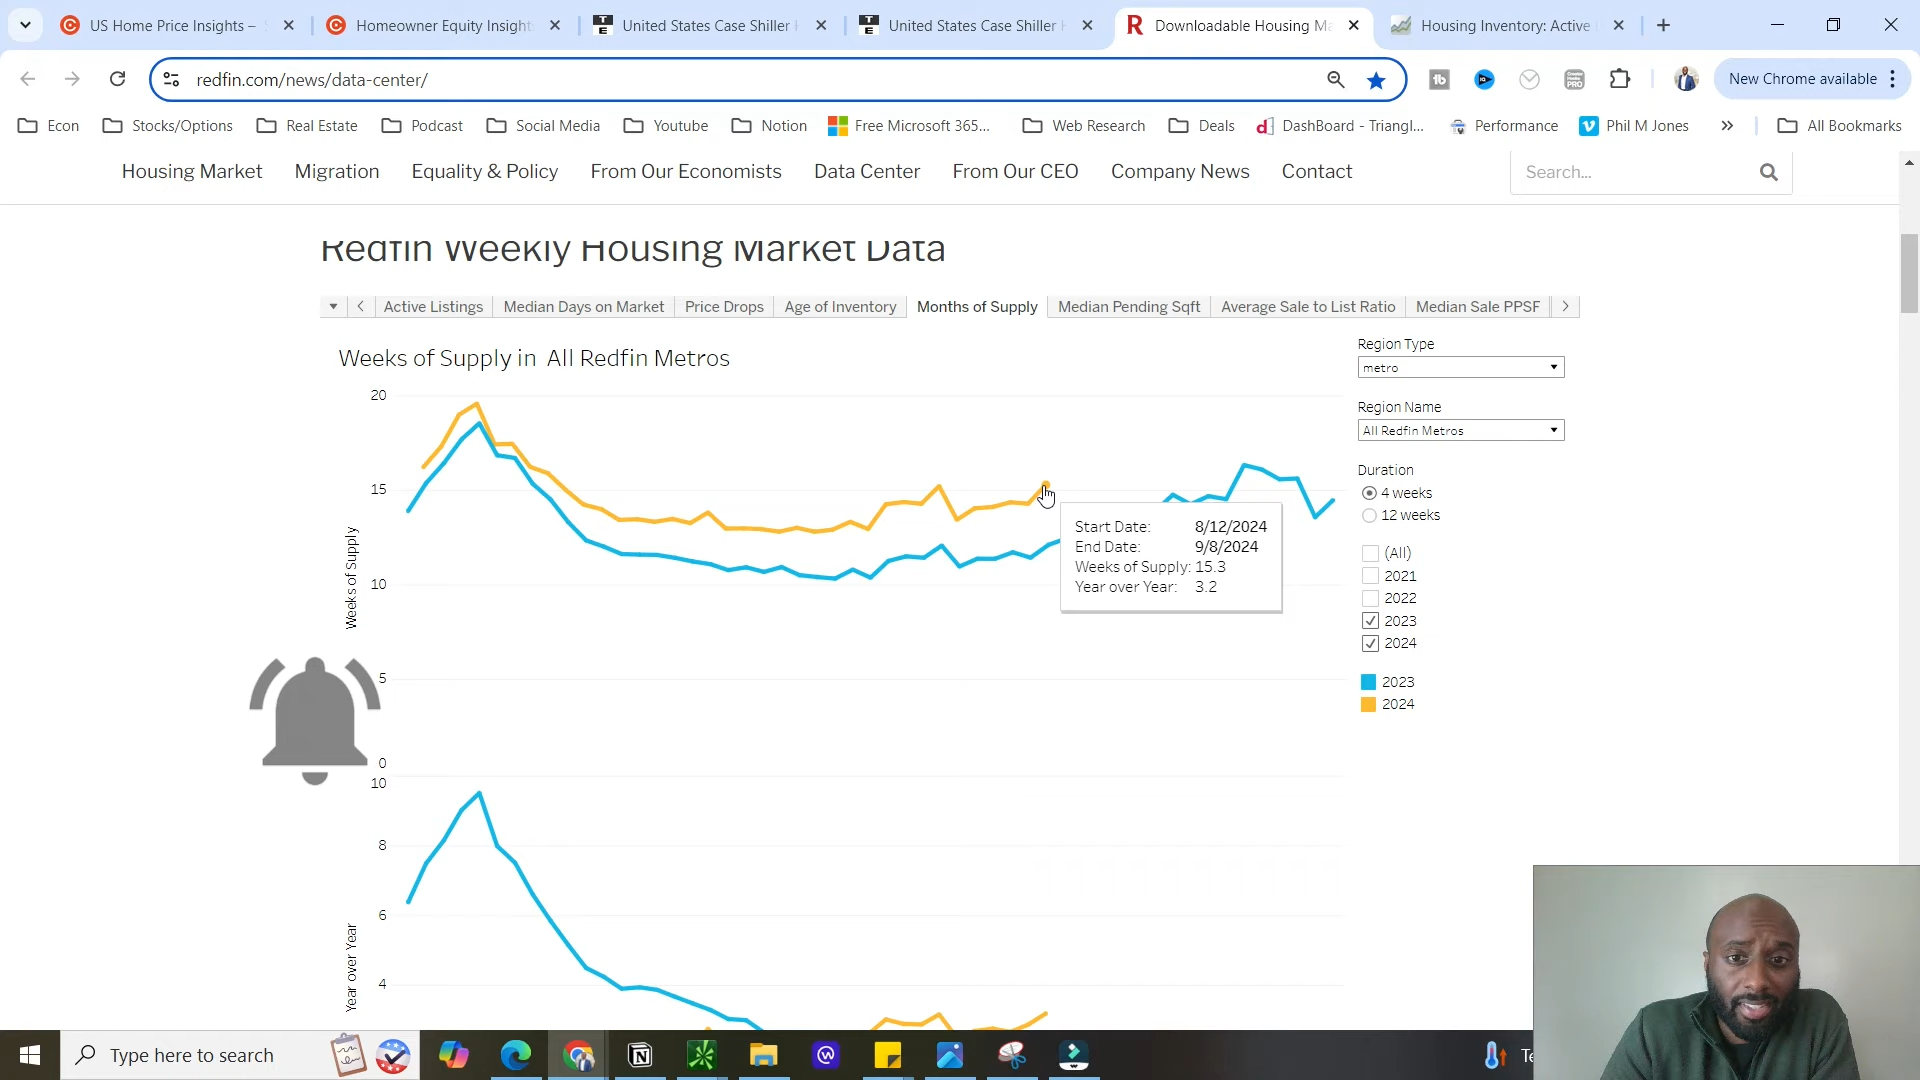 US Home Price Insights –
Homeowner Equity Insight
United States Case Shiller
United States Case Shiller
Downloadable Housing Ma
Housing Inventory: Active
redfin.com/news/data-center/
New Chrome available
Econ
Stocks/Options
Real Estate
Podcast
Social Media
Youtube
Notion
Free Microsoft 365...
Web Research
Deals
DashBoard - Triangl...
Performance
Phil M Jones
All Bookmarks
Housing Market
Migration
Equality & Policy
From Our Economists
Data Center
From Our CEO
Company News
Contact
Search...
Redfin Weekly Housing Market Data
Active Listings
Median Days on Market
Price Drops
Age of Inventory
Months of Supply
Median Pending Sqft
Average Sale to List Ratio
Median Sale PPSF
Weeks of Supply in All Redfin Metros
20
15
10
5
0
Weeks of Supply
Start Date: 8/12/2024
End Date: 9/8/2024
Weeks of Supply: 15.3
Year over Year: 3.2
Region Type
metro
Region Name
All Redfin Metros
Duration
4 weeks
12 weeks
(All)
2021
2022
2023
2024
2023
2024
10
8
6
4
Year over Year
Type here to search